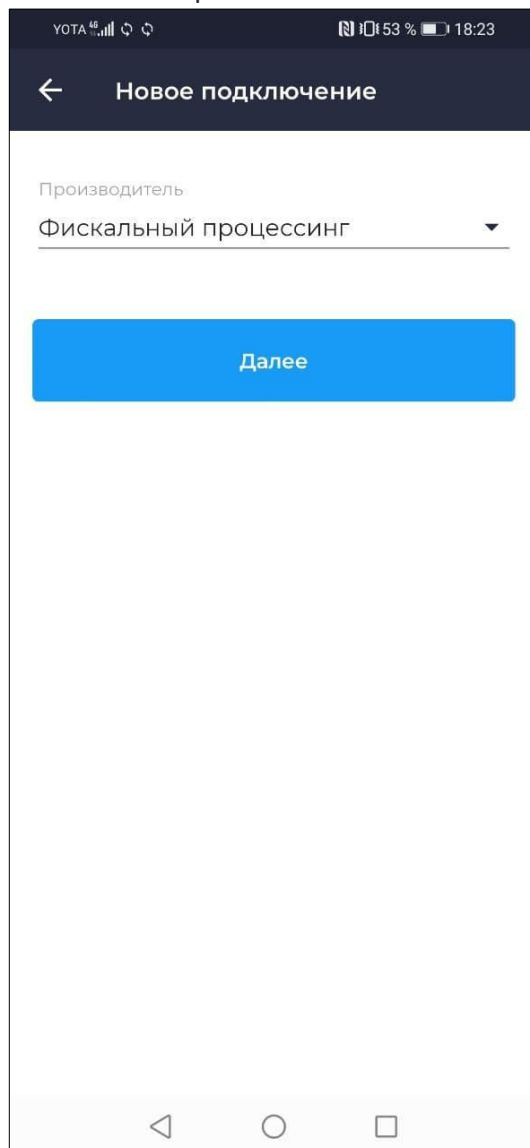 YOTA 4G 53 % 18:23
Новое подключение
Производитель
Фискальный процессинг
Далее